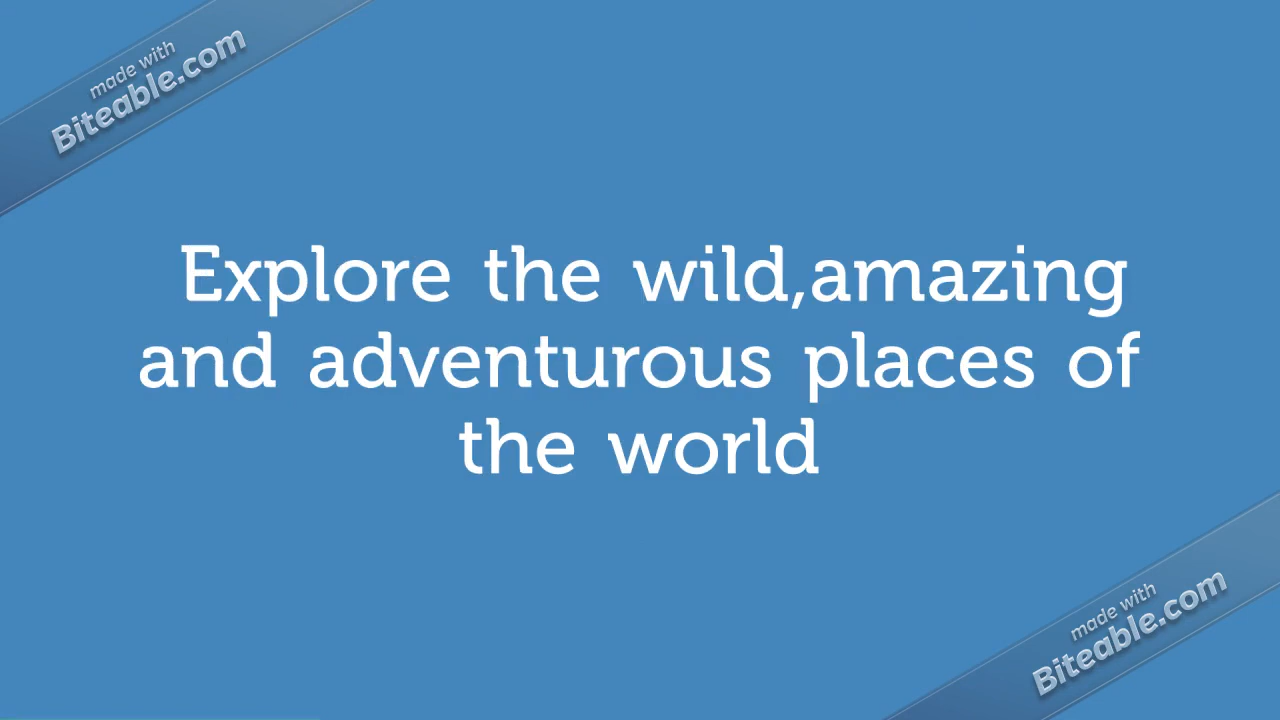 made with
Biteable.com
Explore the wild,amazing
and adventurous places of
the world
made with
Biteable.com